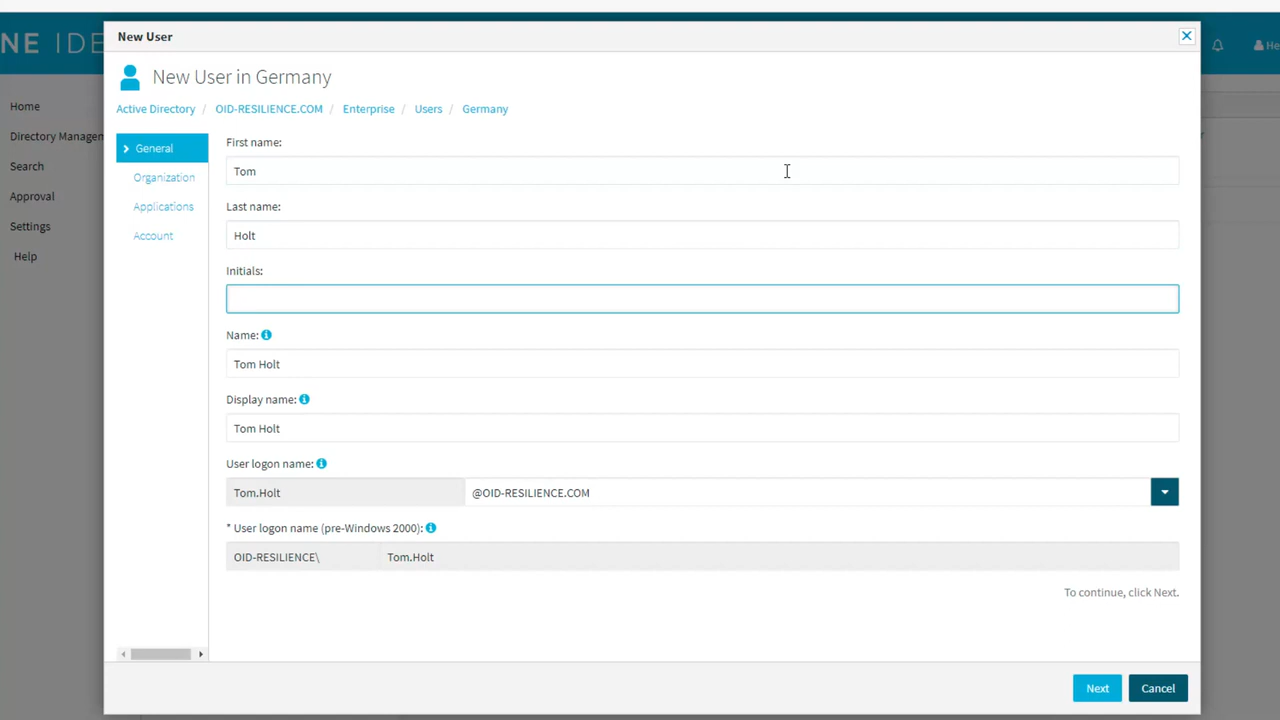 New User
NE IDE
He
New User in Germany
Active Directory / OID-RESILIENCE.COM / Enterprise / Users / Germany
Home
Directory Managem
Search
Approval
Settings
Help
General
Organization
Applications
Account
First name:
Tom
Last name:
Holt
Initials:
Name:
Tom Holt
Display name:
Tom Holt
User logon name:
Tom.Holt @OID-RESILIENCE.COM
* User logon name (pre-Windows 2000):
OID-RESILIENCE\ Tom.Holt
To continue, click Next.
Next Cancel